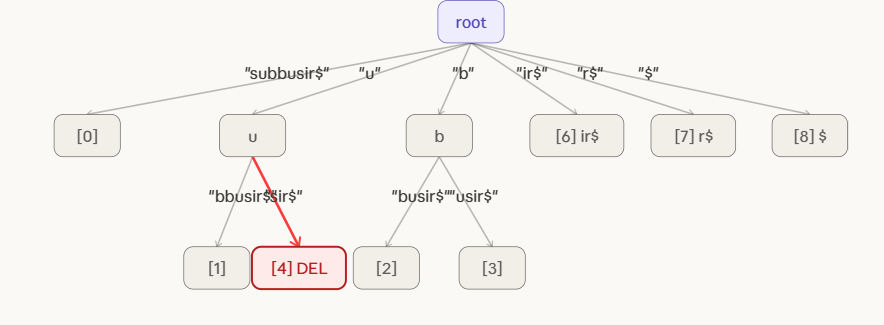 root
"subbusir$" "u" "b" "ir$" "r$" "$"
[0] u b [6] ir$ [7] r$ [8] $
"bbusir$" "sir$" "busir$" "usir$"
[1] [4] DEL [2] [3]